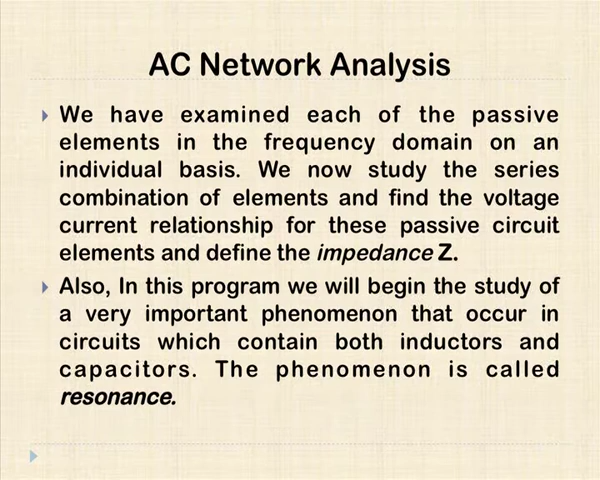 AC Network Analysis
We have examined each of the passive
elements in the frequency domain on an
individual basis. We now study the series
combination of elements and find the voltage
current relationship for these passive circuit
elements and define the impedance Z.
Also, In this program we will begin the study of
a very important phenomenon that occur in
circuits which contain both inductors and
capacitors. The phenomenon is called
resonance.